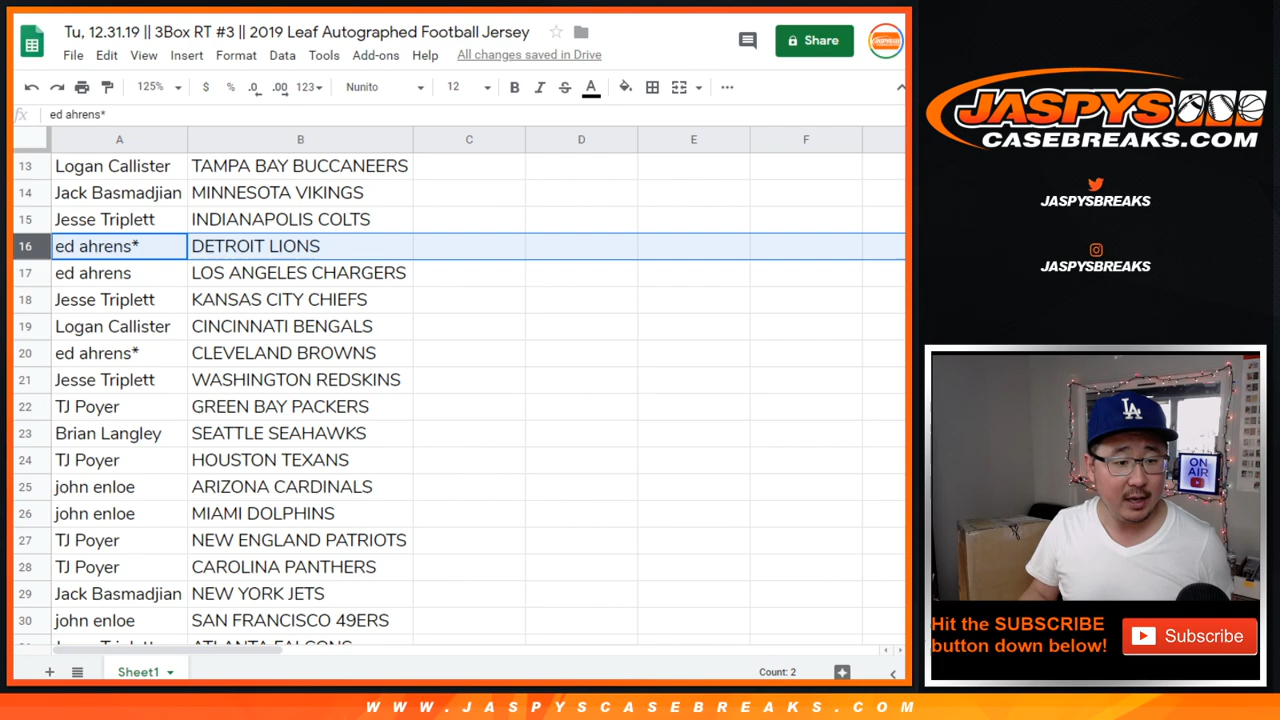 Tu, 12.31.19 || 3Box RT #3 || 2019 Leaf Autographed Football Jersey
File Edit View Insert Format Data Tools Add-ons Help All changes saved in Drive
Share
125% $ % .0 .00 123 Nunito 12 B I S A
fx ed ahrens*
A B C D E F
13 Logan Callister TAMPA BAY BUCCANEERS
14 Jack Basmadjian MINNESOTA VIKINGS
15 Jesse Triplett INDIANAPOLIS COLTS
16 ed ahrens* DETROIT LIONS
17 ed ahrens LOS ANGELES CHARGERS
18 Jesse Triplett KANSAS CITY CHIEFS
19 Logan Callister CINCINNATI BENGALS
20 ed ahrens* CLEVELAND BROWNS
21 Jesse Triplett WASHINGTON REDSKINS
22 TJ Poyer GREEN BAY PACKERS
23 Brian Langley SEATTLE SEAHAWKS
24 TJ Poyer HOUSTON TEXANS
25 john enloe ARIZONA CARDINALS
26 john enloe MIAMI DOLPHINS
27 TJ Poyer NEW ENGLAND PATRIOTS
28 TJ Poyer CAROLINA PANTHERS
29 Jack Basmadjian NEW YORK JETS
30 john enloe SAN FRANCISCO 49ERS
ATLANTA FALCONS
Sheet1 Count: 2
JASPYS
CASEBREAKS.COM
JASPYSBREAKS
JASPYSBREAKS
LA
ON
AIR
Hit the SUBSCRIBE
button down below!
Subscribe
WWW.JASPYSCASEBREAKS.COM